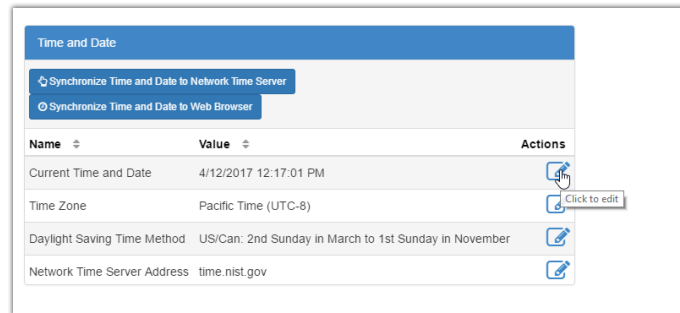 Time and Date
Synchronize Time and Date to Network Time Server
Synchronize Time and Date to Web Browser
Name Value Actions
Current Time and Date 4/12/2017 12:17:01 PM
Click to edit
Time Zone Pacific Time (UTC-8)
Daylight Saving Time Method US/Can: 2nd Sunday in March to 1st Sunday in November
Network Time Server Address time.nist.gov